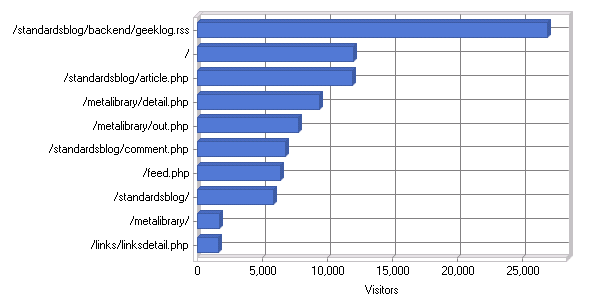 /standardsblog/backend/geeklog.rss
/
/standardsblog/article.php
/metalibrary/detail.php
/metalibrary/out.php
/standardsblog/comment.php
/feed.php
/standardsblog/
/metalibrary/
/links/linksdetail.php
0 5,000 10,000 15,000 20,000 25,000
Visitors